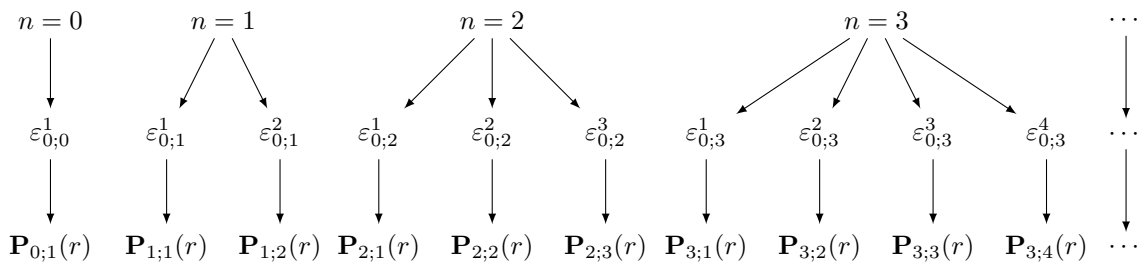 n = 0 n = 1 n = 2 n = 3 ⋯
ε^1_{0;0} ε^1_{0;1} ε^2_{0;1} ε^1_{0;2} ε^2_{0;2} ε^3_{0;2} ε^1_{0;3} ε^2_{0;3} ε^3_{0;3} ε^4_{0;3} ⋯
P_{0;1}(r) P_{1;1}(r) P_{1;2}(r) P_{2;1}(r) P_{2;2}(r) P_{2;3}(r) P_{3;1}(r) P_{3;2}(r) P_{3;3}(r) P_{3;4}(r) ⋯